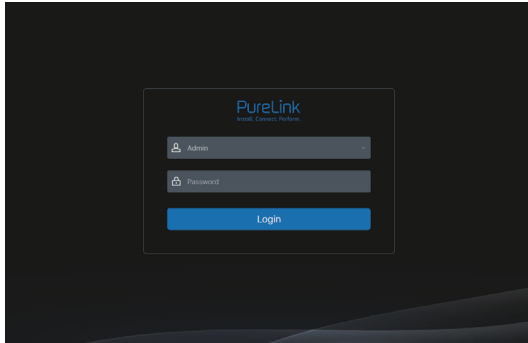 PureLink
Install. Connect. Perform.
Admin
Password
Login